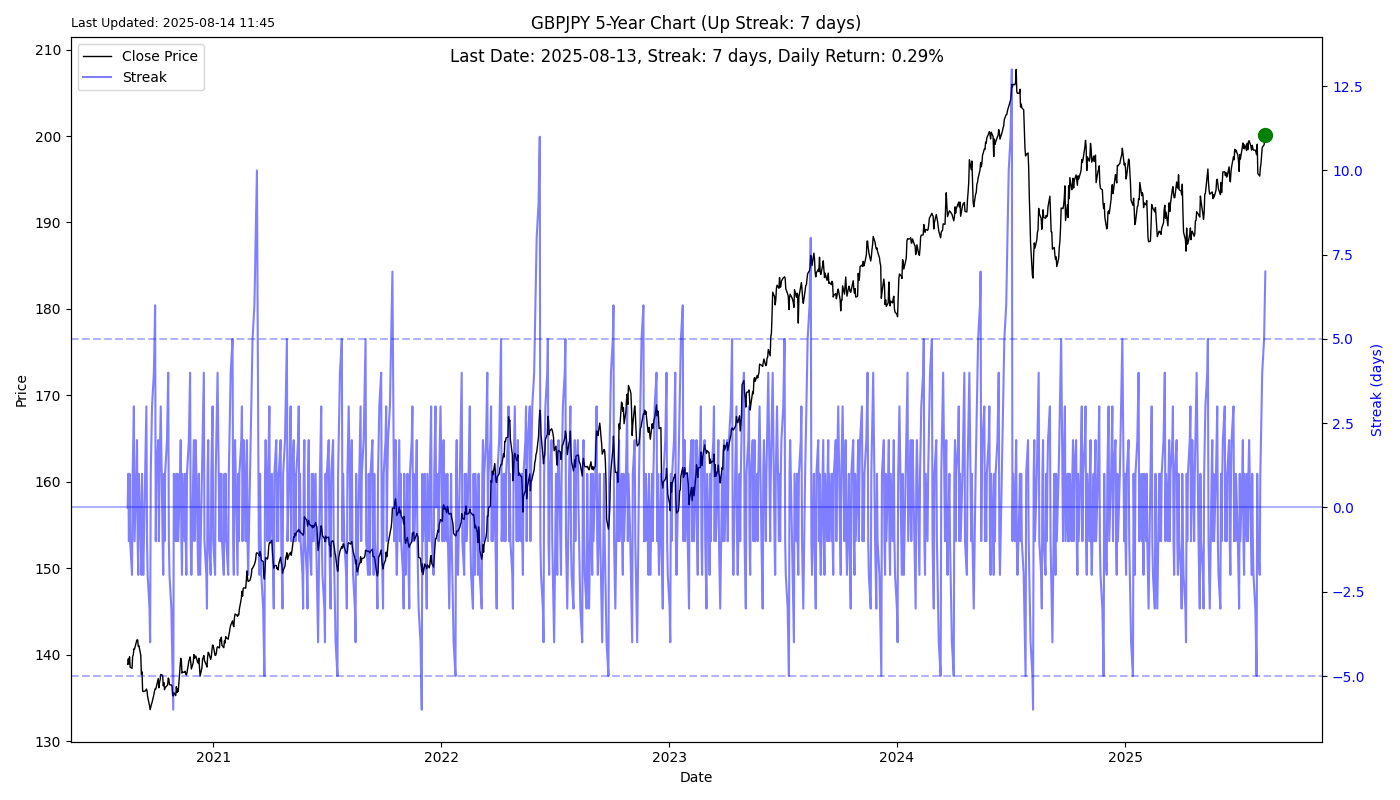 Last Updated: 2025-08-14 11:45
GBPJPY 5-Year Chart (Up Streak: 7 days)
Last Date: 2025-08-13, Streak: 7 days, Daily Return: 0.29%
Close Price
Streak
210
200
190
180
170
160
150
140
130
Price
12.5
10.0
7.5
5.0
2.5
0.0
−2.5
−5.0
Streak (days)
2021
2022
2023
2024
2025
Date